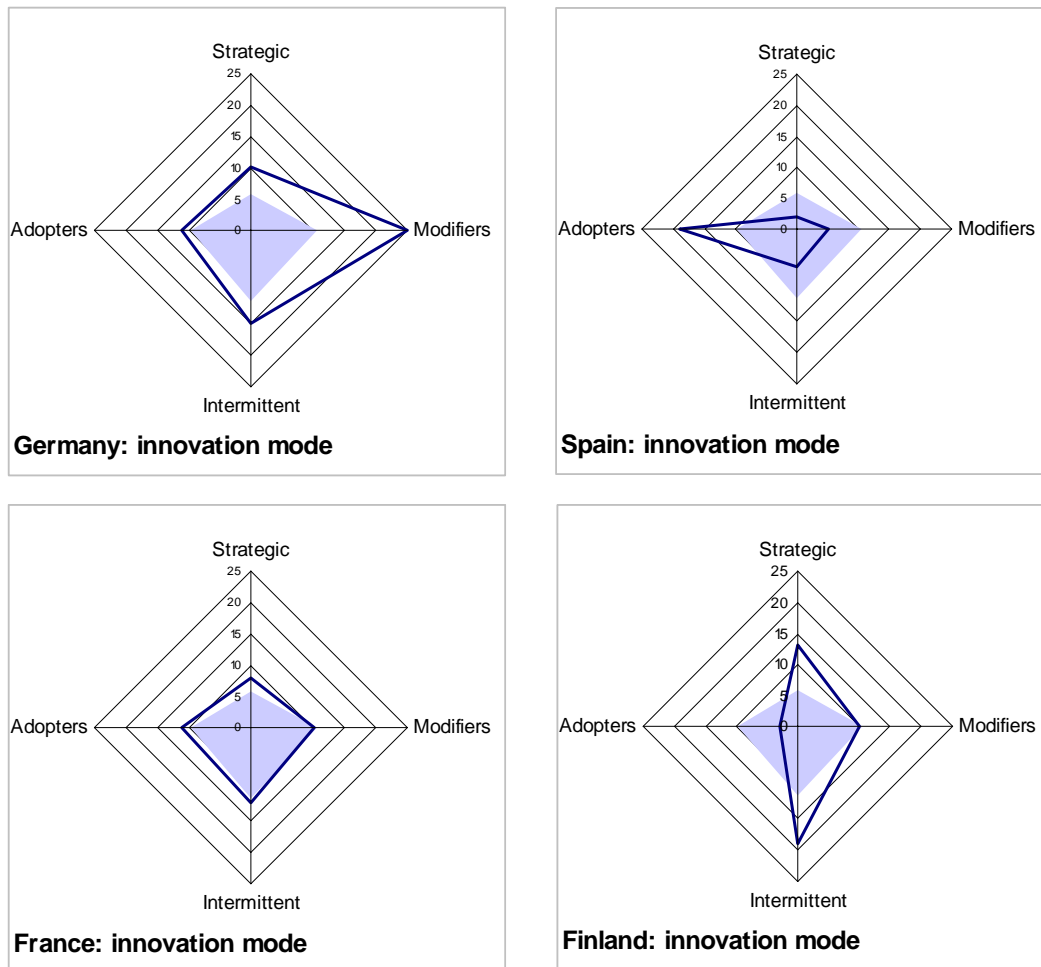 Strategic
25
20
15
10
5
0
Adopters
Modifiers
Intermittent
Germany: innovation mode
Strategic
25
20
15
10
5
0
Adopters
Modifiers
Intermittent
Spain: innovation mode
Strategic
25
20
15
10
5
0
Adopters
Modifiers
Intermittent
France: innovation mode
Strategic
25
20
15
10
5
0
Adopters
Modifiers
Intermittent
Finland: innovation mode